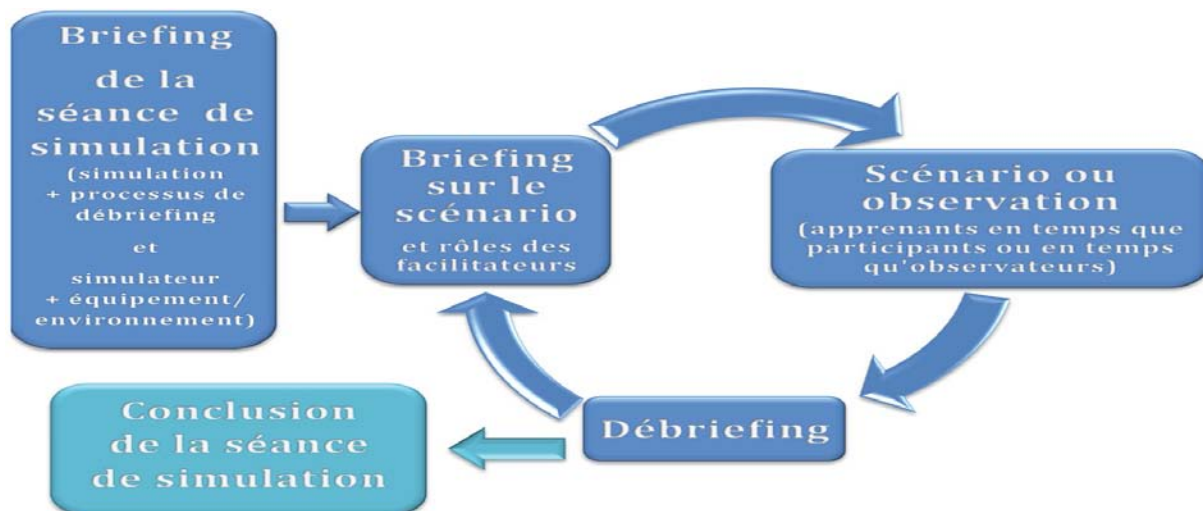 Briefing
de la
séance de
simulation
(simulation
+ processus de
débriefing
et
simulateur
+ équipement/
environnement)
Briefing
sur le
scénario
et rôles des
facilitateurs
Scénario ou
observation
(apprenants en temps que
participants ou en temps
qu'observateurs)
Débriefing
Conclusion
de la séance
de simulation